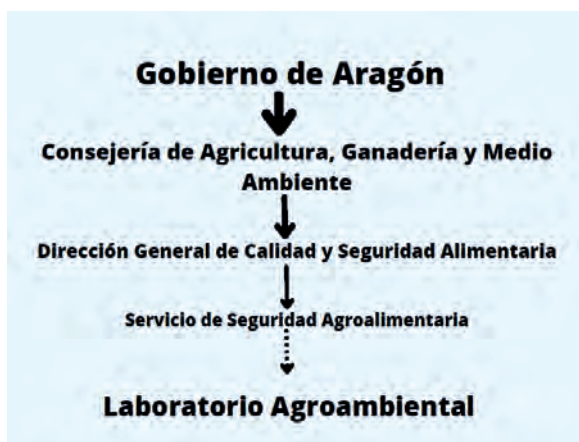 Gobierno de Aragón
Consejería de Agricultura, Ganadería y Medio
Ambiente
Dirección General de Calidad y Seguridad Alimentaria
Servicio de Seguridad Agroalimentaria
Laboratorio Agroambiental